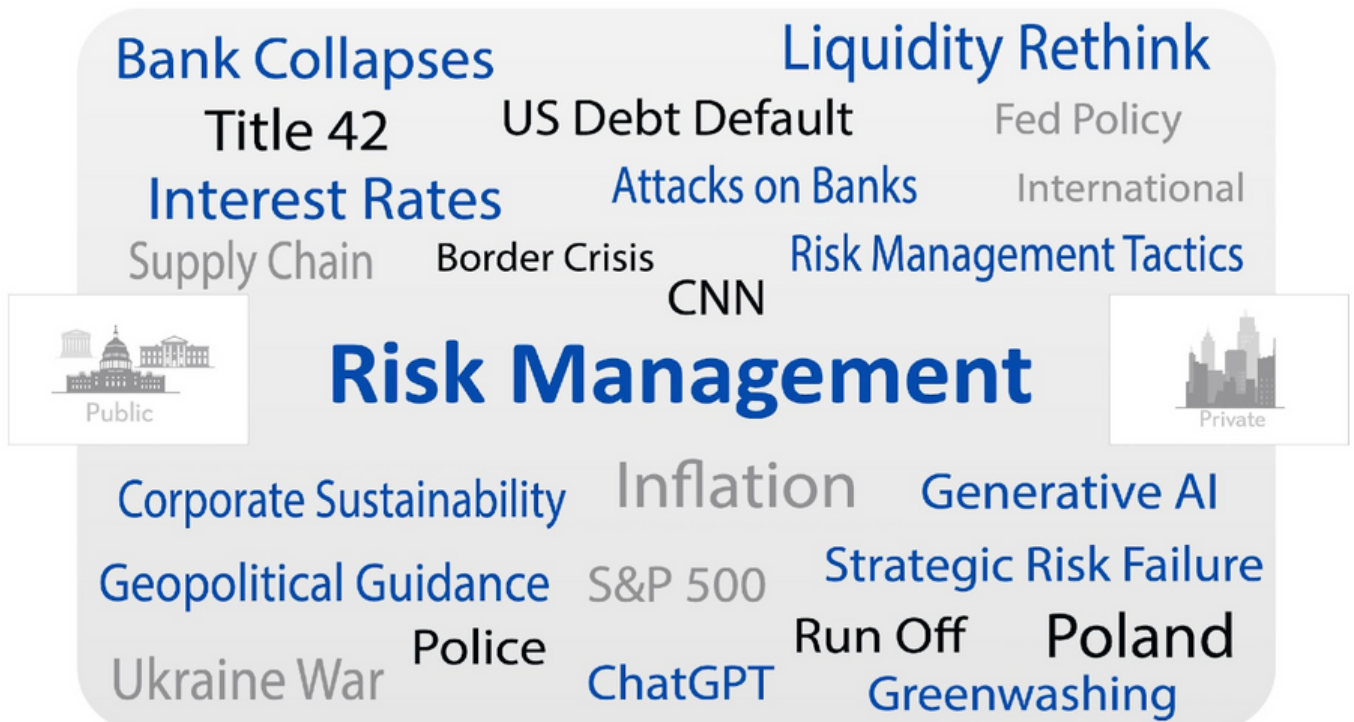 Bank Collapses
Liquidity Rethink
Title 42
US Debt Default
Fed Policy
Interest Rates
Attacks on Banks
International
Supply Chain
Border Crisis
Risk Management Tactics
CNN
Public
Risk Management
Private
Corporate Sustainability
Inflation
Generative AI
Geopolitical Guidance
S&P 500
Strategic Risk Failure
Police
Run Off
Poland
Ukraine War
ChatGPT
Greenwashing